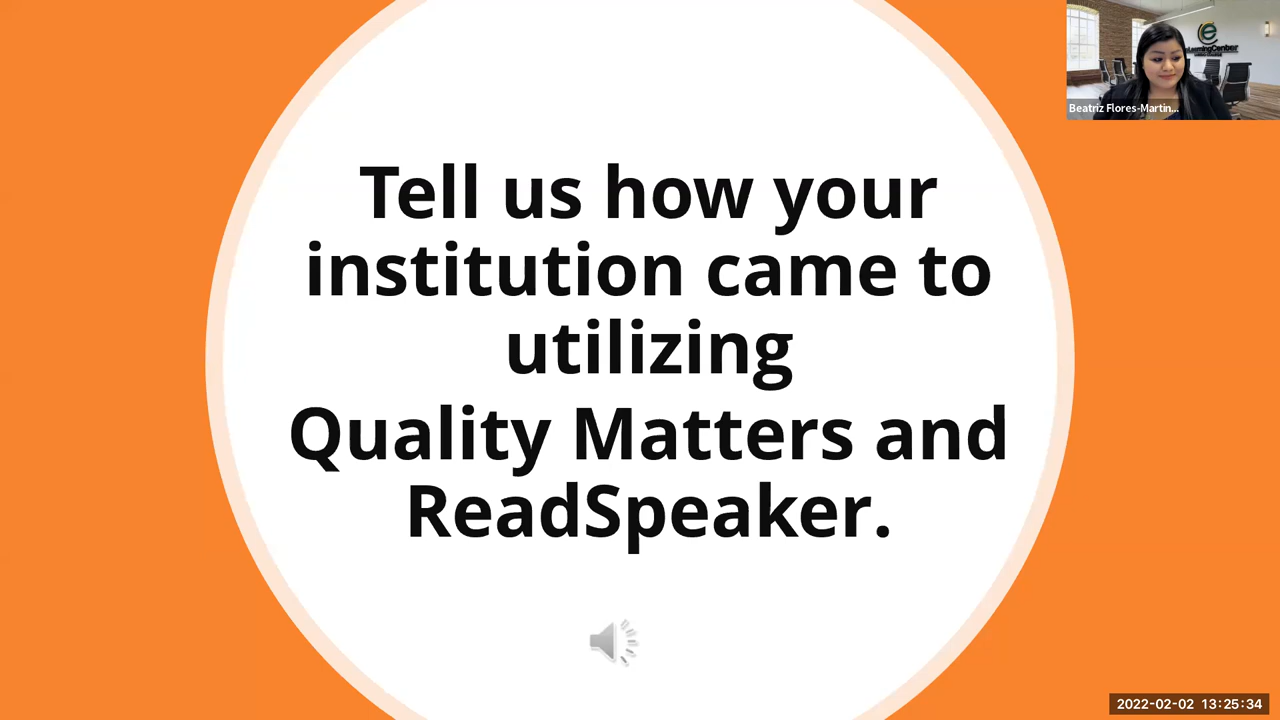 Tell us how your
institution came to
utilizing
Quality Matters and
ReadSpeaker.
Beatriz Flores-Martin...
2022-02-02 13:25:34